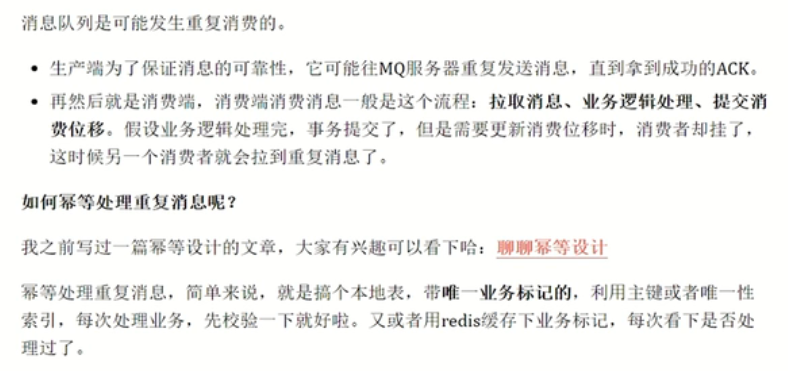 消息队列是可能发生重复消费的。
• 生产端为了保证消息的可靠性，它可能往MQ服务器重复发送消息，直到拿到成功的ACK。
• 再然后就是消费端，消费端消费消息一般是这个流程：拉取消息、业务逻辑处理、提交消
费位移。假设业务逻辑处理完，事务提交了，但是需要更新消费位移时，消费者却挂了，
这时候另一个消费者就会拉到重复消息了。
如何幂等处理重复消息呢？
我之前写过一篇幂等设计的文章，大家有兴趣可以看下哈：聊聊幂等设计
幂等处理重复消息，简单来说，就是搞个本地表，带唯一业务标记的，利用主键或者唯一性
索引，每次处理业务，先校验一下就好啦。又或者用redis缓存下业务标记，每次看下是否处
理过了。